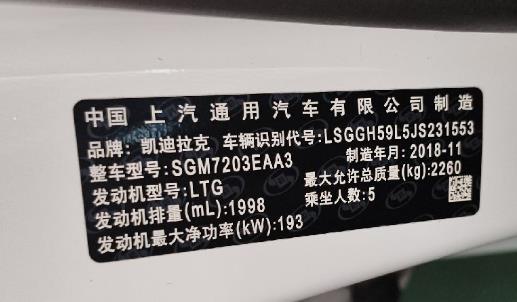 中国 上汽通用汽车有限公司制造
品牌: 凯迪拉克 车辆识别代号:LSGGH59L5JS231553
整车型号:SGM7203EAA3 制造年月: 2018-11
发动机型号:LTG 最大允许总质量(kg):2260
发动机排量(mL):1998 乘坐人数:5
发动机最大净功率(kW):193